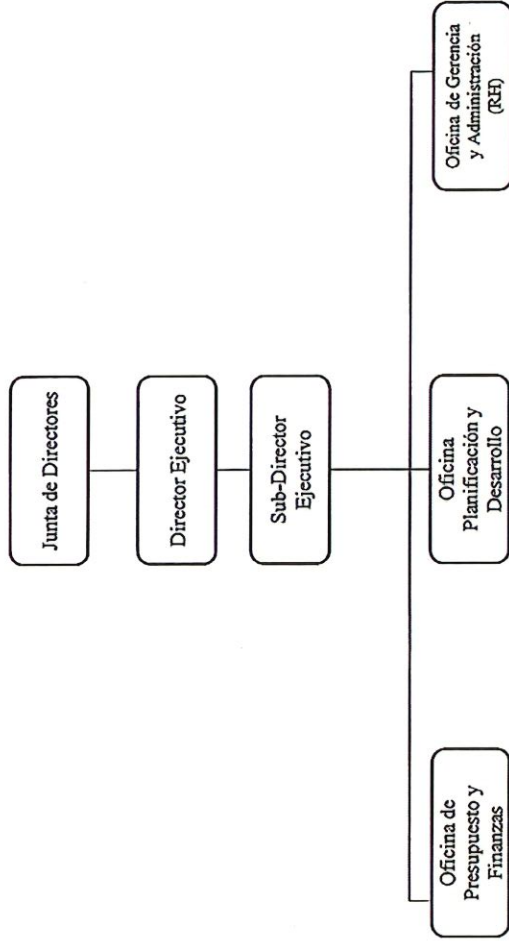 Junta de Directores
Director Ejecutivo
Sub-Director
Ejecutivo
Oficina de
Presupuesto y
Finanzas
Oficina
Planificación y
Desarrollo
Oficina de Gerencia
y Administración
(RH)